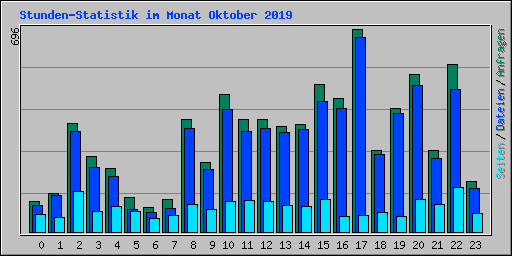 Stunden-Statistik im Monat Oktober 2019
696
Seiten / Dateien / Anfragen
0 1 2 3 4 5 6 7 8 9 10 11 12 13 14 15 16 17 18 19 20 21 22 23